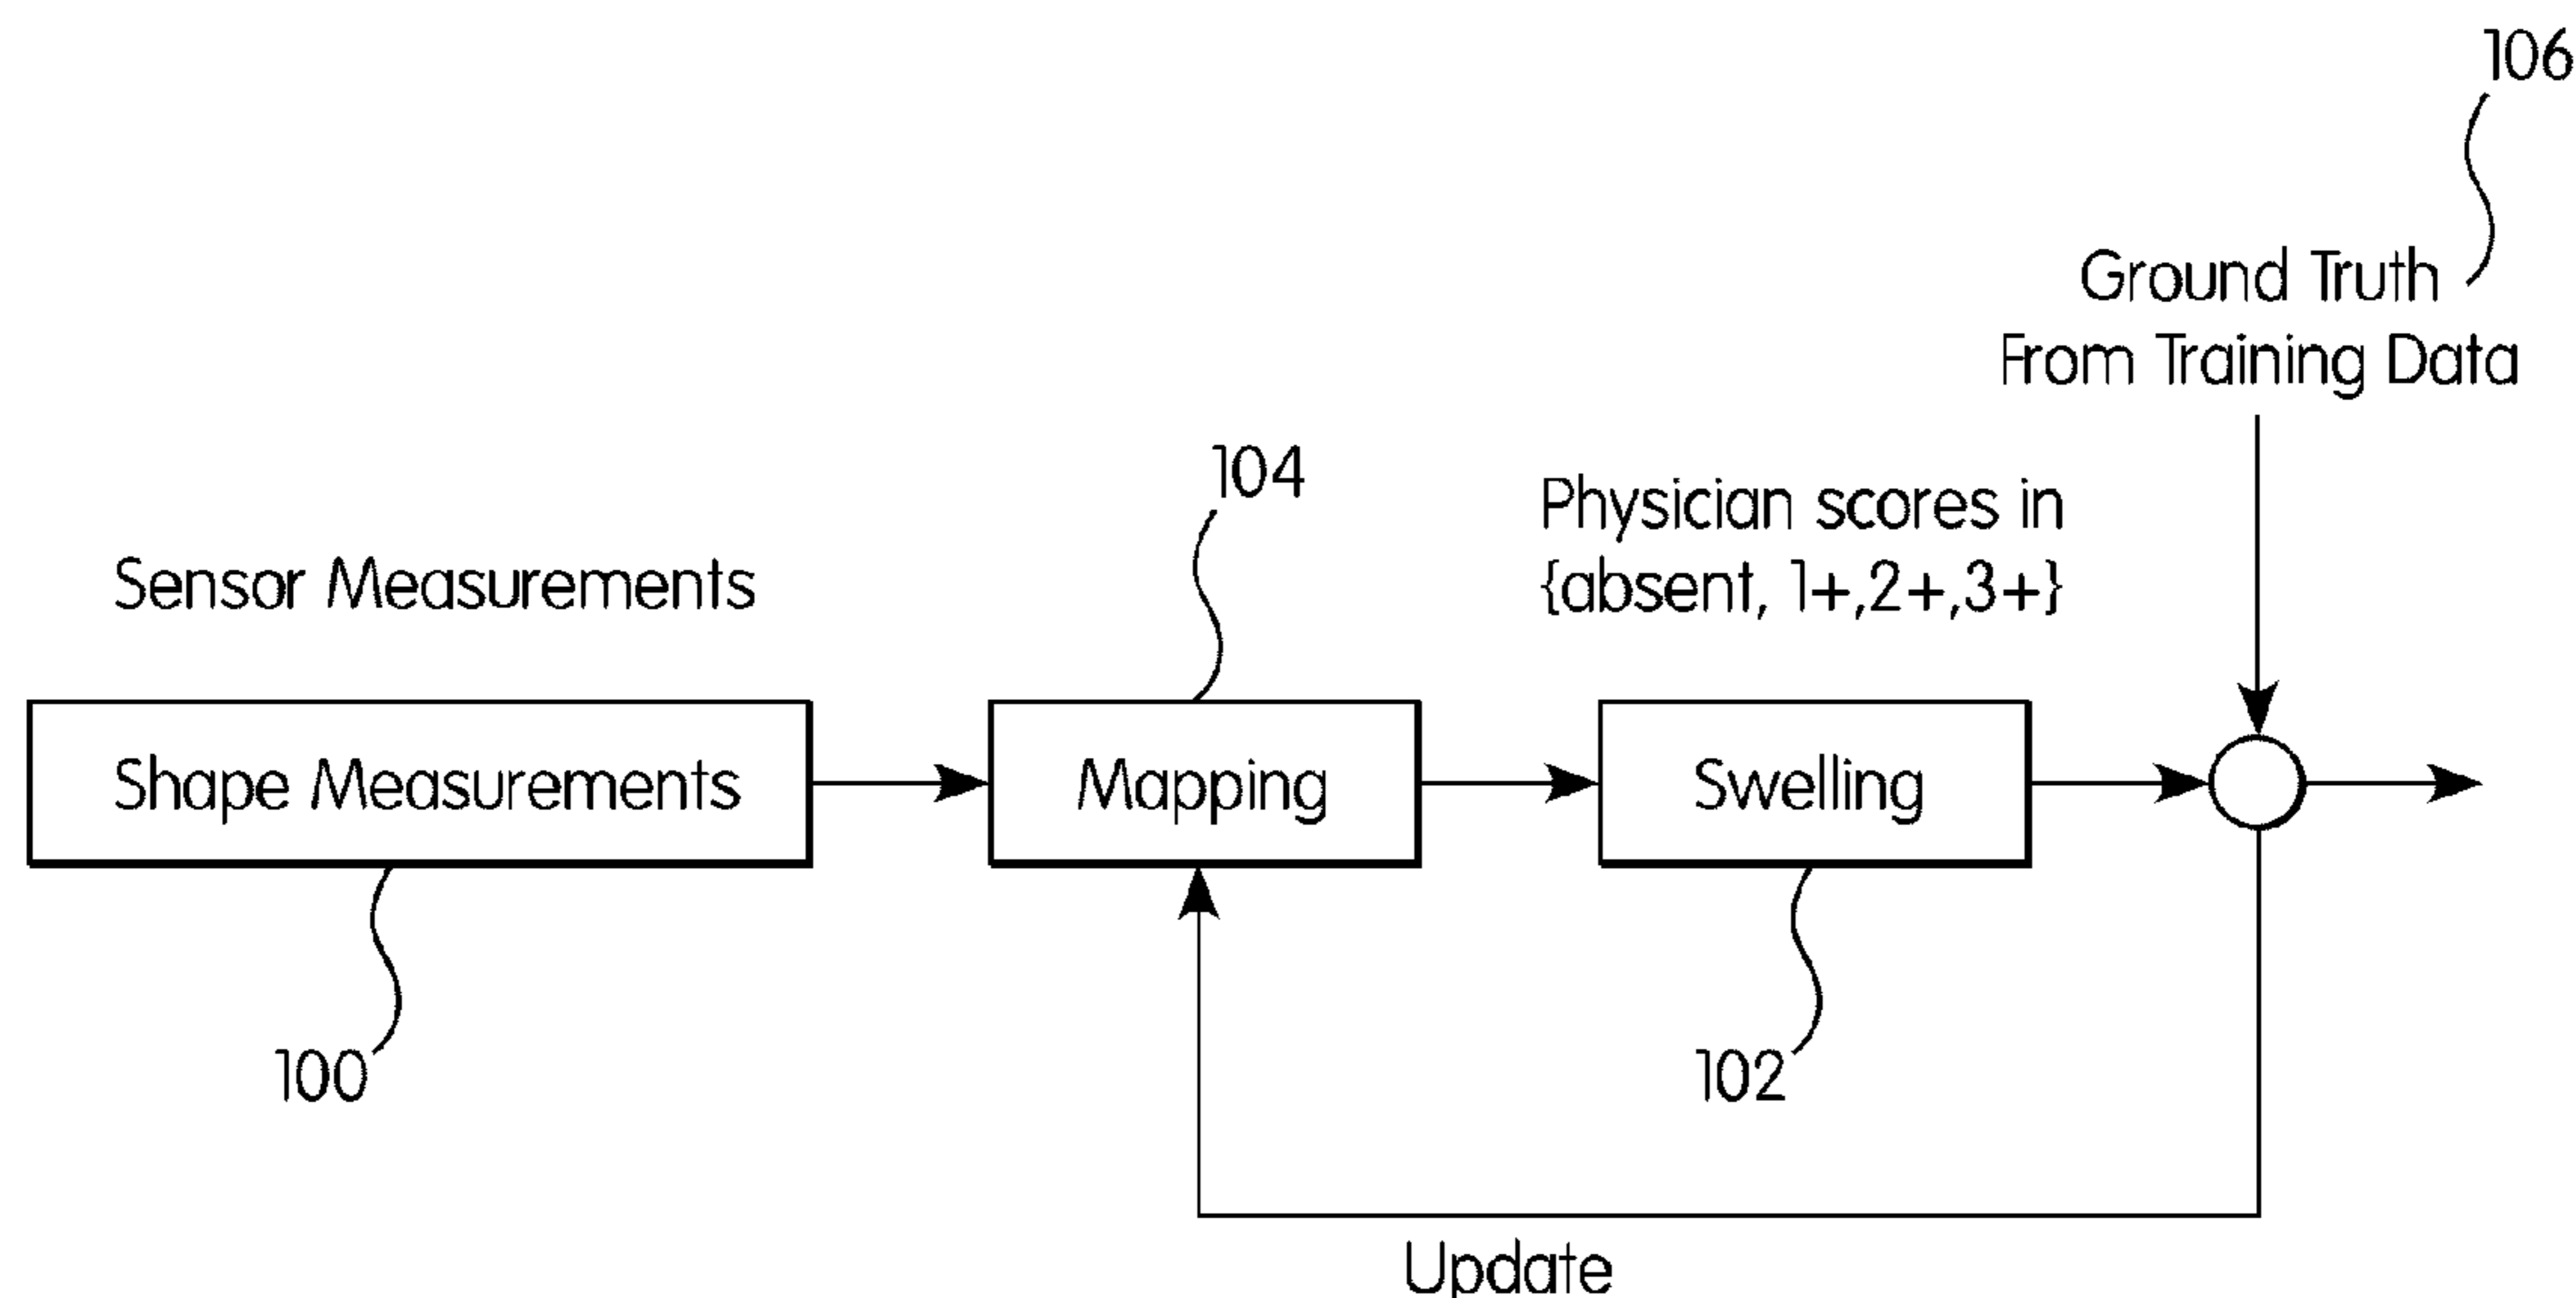 106
Ground Truth
From Training Data
104
Physician scores in
{absent, 1+,2+,3+}
Sensor Measurements
Shape Measurements
Mapping
Swelling
100
102
Update